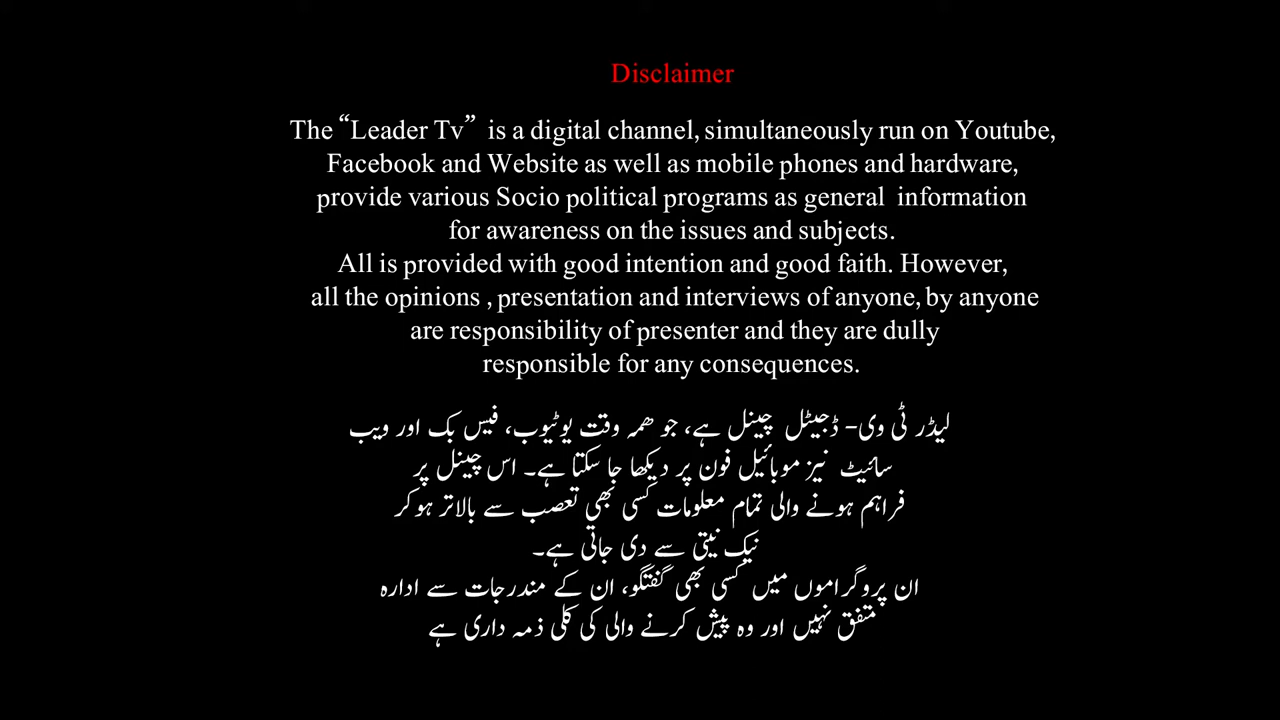 Disclaimer
The “Leader Tv” is a digital channel, simultaneously run on Youtube,
Facebook and Website as well as mobile phones and hardware,
provide various Socio political programs as general information
for awareness on the issues and subjects.
All is provided with good intention and good faith. However,
all the opinions , presentation and interviews of anyone, by anyone
are responsibility of presenter and they are dully
responsible for any consequences.
لیڈر ٹی وی- ڈجیٹل چینل ہے، جو ھمہ وقت یوٹیوب، فیس بک اور ویب
سائیٹ نیز موبائیل فون پر دیکھا جا سکتا ہے۔ اس چینل پر
فراہم ہونے والی تمام معلومات کسی بھی تعصب سے بالاتر ہوکر
نیک نیتی سے دی جاتی ہے۔
ان پروگراموں میں کسی بھی گفتگو، ان کے مندرجات سے ادارہ
متفق نہیں اور وہ پیش کرنے والی کی کلی ذمہ داری ہے